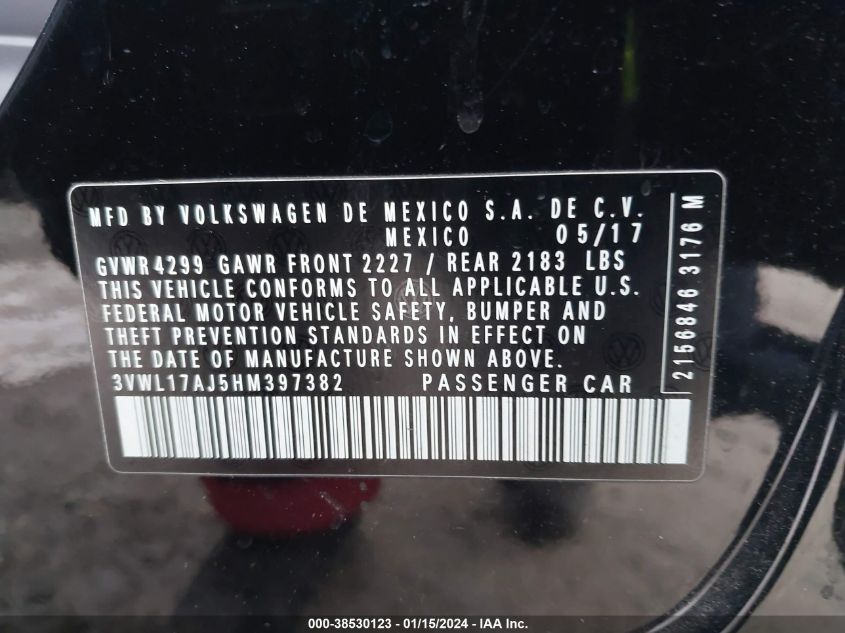 MFD BY VOLKSWAGEN DE MEXICO S.A. DE C.V.
MEXICO 05/17
GVWR 4299 GAWR FRONT 2227 / REAR 2183 LBS
THIS VEHICLE CONFORMS TO ALL APPLICABLE U.S.
FEDERAL MOTOR VEHICLE SAFETY, BUMPER AND
THEFT PREVENTION STANDARDS IN EFFECT ON
THE DATE OF MANUFACTURE SHOWN ABOVE.
3VWL17AJ5HM397382 PASSENGER CAR
2156846 3176 M
000-38530123 - 01/15/2024 - IAA Inc.